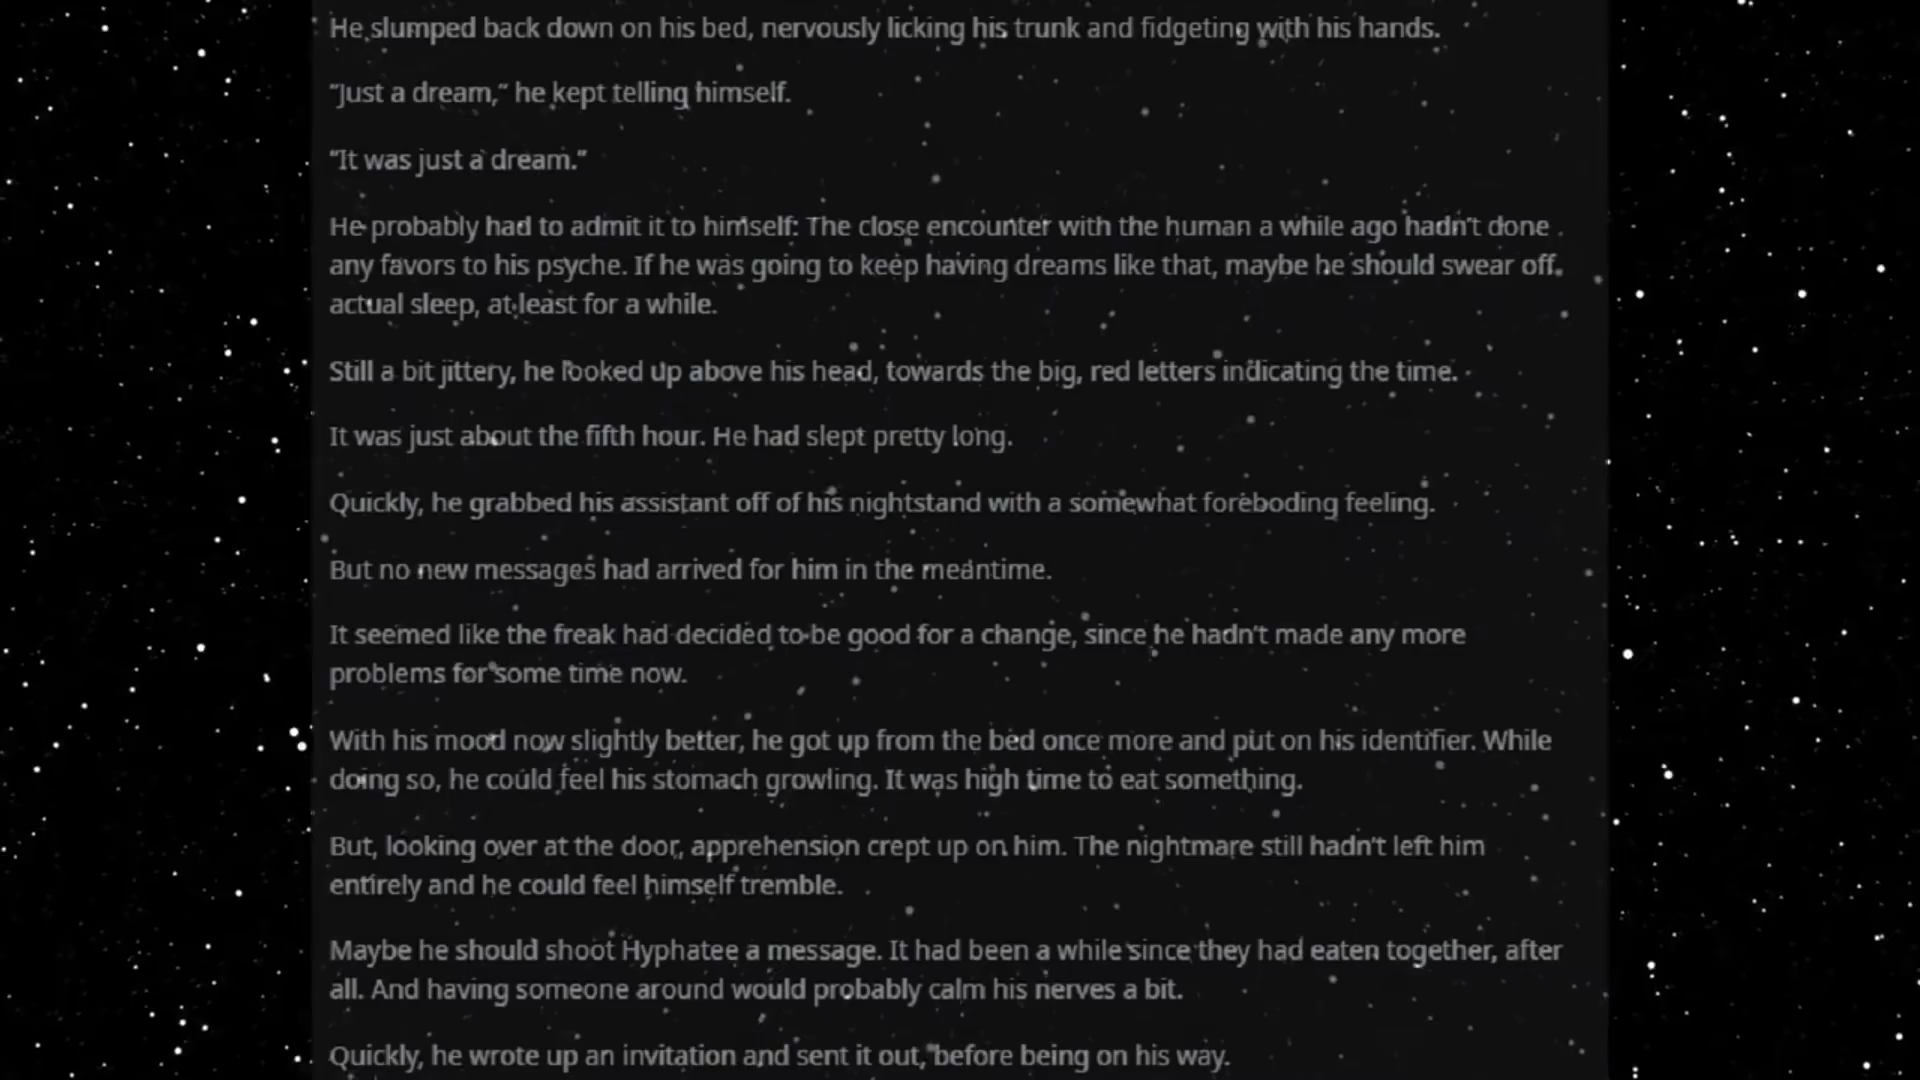 He slumped back down on his bed, nervously licking his trunk and fidgeting with his hands.
“Just a dream,” he kept telling himself.
“It was just a dream.”
He probably had to admit it to himself: The close encounter with the human a while ago hadn’t done
any favors to his psyche. If he was going to keep having dreams like that, maybe he should swear off
actual sleep, at least for a while.
Still a bit jittery, he looked up above his head, towards the big, red letters indicating the time.
It was just about the fifth hour. He had slept pretty long.
Quickly, he grabbed his assistant off of his nightstand with a somewhat foreboding feeling.
But no new messages had arrived for him in the meantime.
It seemed like the freak had decided to be good for a change, since he hadn’t made any more
problems for some time now.
With his mood now slightly better, he got up from the bed once more and put on his identifier. While
doing so, he could feel his stomach growling. It was high time to eat something.
But, looking over at the door, apprehension crept up on him. The nightmare still hadn’t left him
entirely and he could feel himself tremble.
Maybe he should shoot Hyphatee a message. It had been a while since they had eaten together, after
all. And having someone around would probably calm his nerves a bit.
Quickly, he wrote up an invitation and sent it out, before being on his way.